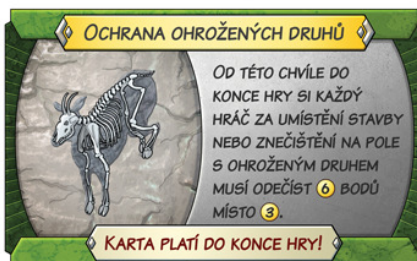 OCHRANA OHROŽENÝCH DRUHŮ
OD TÉTO CHVÍLE DO
KONCE HRY SI KAŽDÝ
HRÁČ ZA UMÍSTĚNÍ STAVBY
NEBO ZNEČIŠTĚNÍ NA POLE
S OHROŽENÝM DRUHEM
MUSÍ ODEČÍST 6 BODŮ
MÍSTO 3.
KARTA PLATÍ DO KONCE HRY!